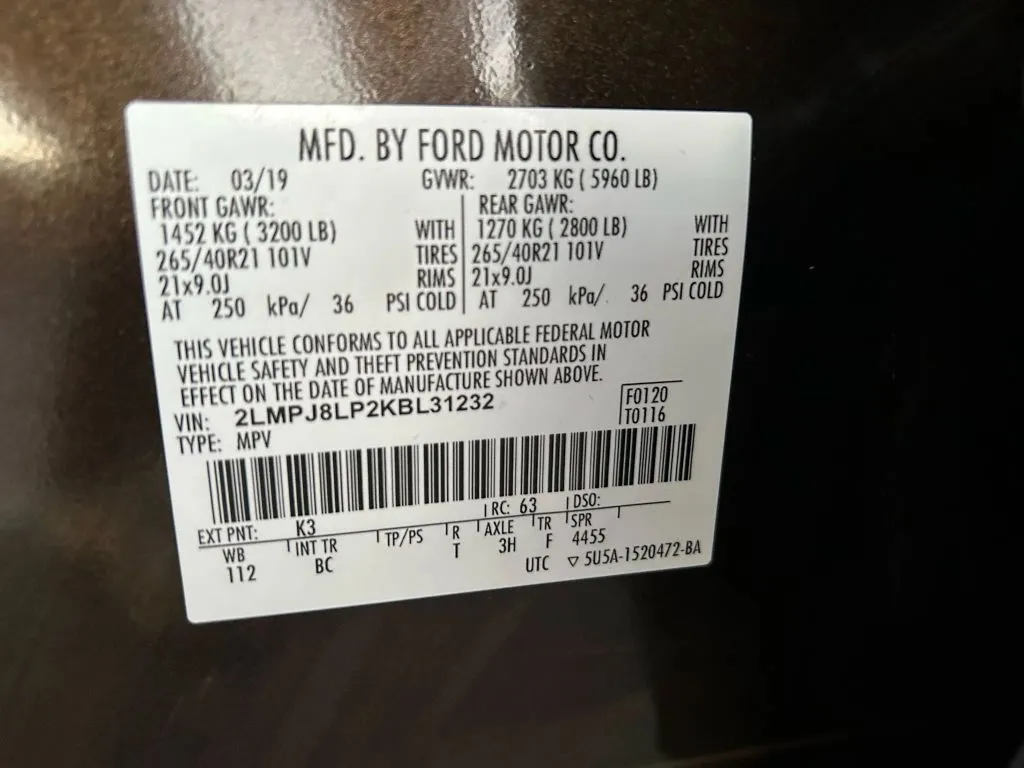 MFD. BY FORD MOTOR CO.
DATE: 03/19 GVWR: 2703 KG ( 5960 LB)
FRONT GAWR: REAR GAWR:
1452 KG ( 3200 LB) WITH 1270 KG ( 2800 LB) WITH
265/40R21 101V TIRES 265/40R21 101V TIRES
21x9.0J RIMS 21x9.0J RIMS
AT 250 kPa/ 36 PSI COLD AT 250 kPa/ 36 PSI COLD
THIS VEHICLE CONFORMS TO ALL APPLICABLE FEDERAL MOTOR
VEHICLE SAFETY AND THEFT PREVENTION STANDARDS IN
EFFECT ON THE DATE OF MANUFACTURE SHOWN ABOVE.
VIN: 2LMPJ8LP2KBL31232 F0120
TYPE: MPV T0116
EXT PNT: K3 RC: 63 DSO:
WB INT TR TP/PS R AXLE TR SPR
112 BC T 3H F 4455
UTC ▽ 5U5A-1520472-BA